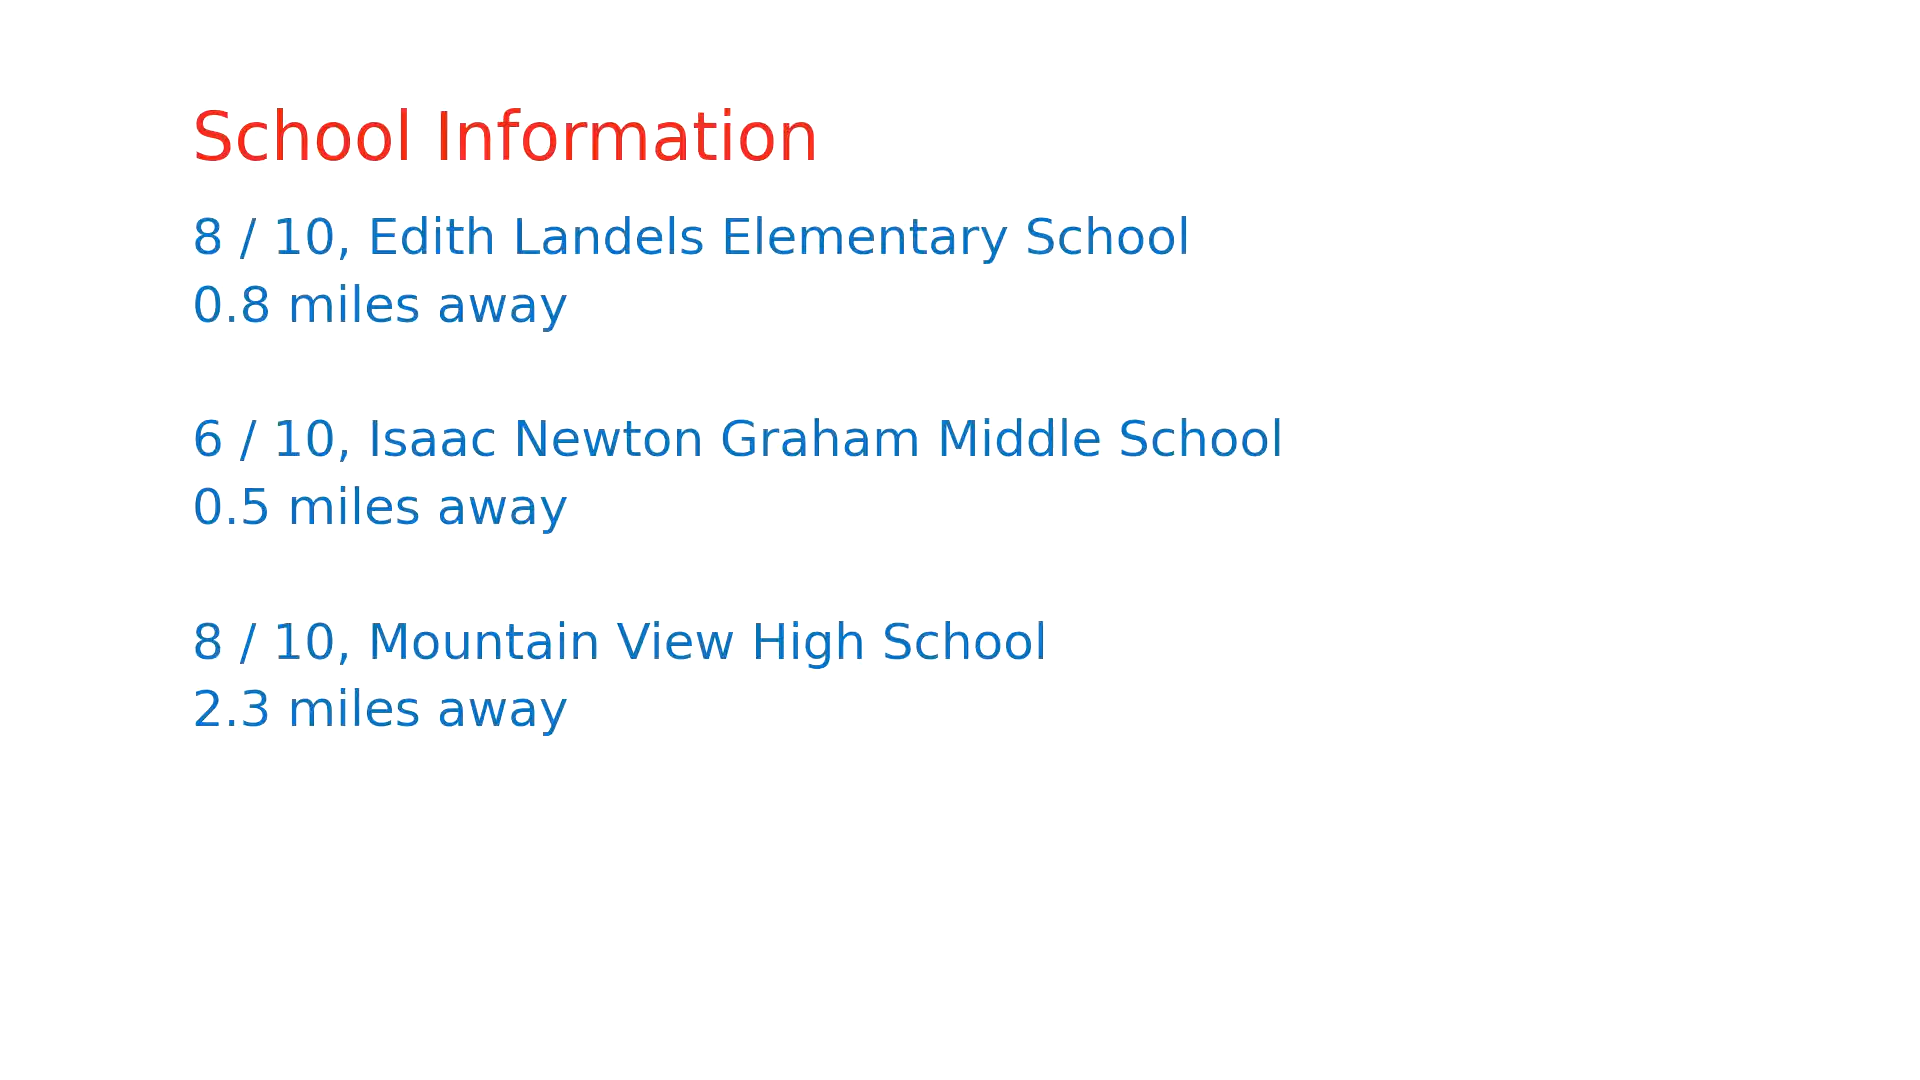 School Information
8 / 10, Edith Landels Elementary School
0.8 miles away
6 / 10, Isaac Newton Graham Middle School
0.5 miles away
8 / 10, Mountain View High School
2.3 miles away